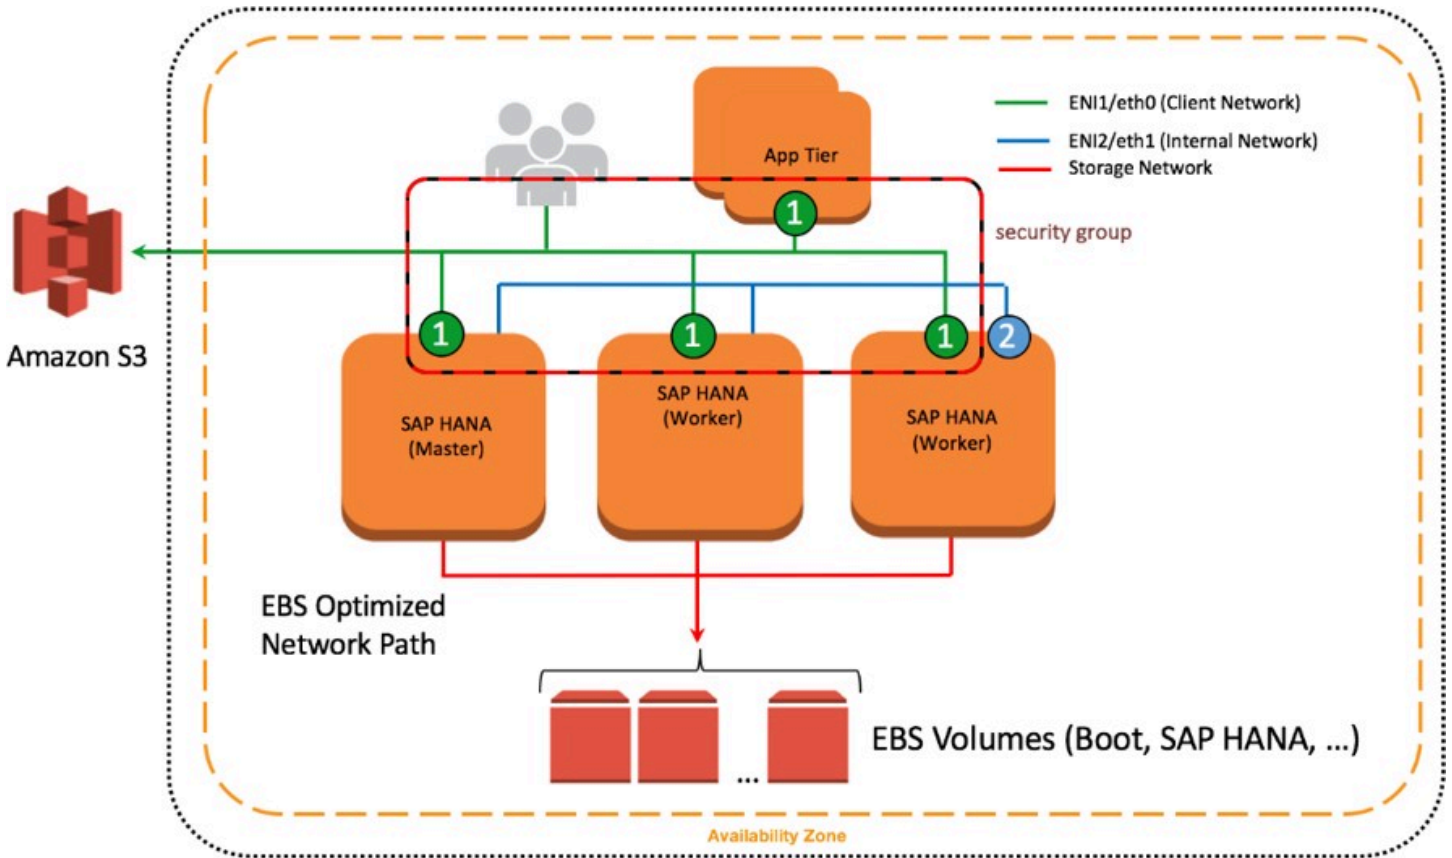 App Tier
ENI1/eth0 (Client Network)
ENI2/eth1 (Internal Network)
Storage Network
1
security group
Amazon S3
1
1
1
2
SAP HANA
(Master)
SAP HANA
(Worker)
SAP HANA
(Worker)
EBS Optimized
Network Path
...
EBS Volumes (Boot, SAP HANA, ...)
Availability Zone